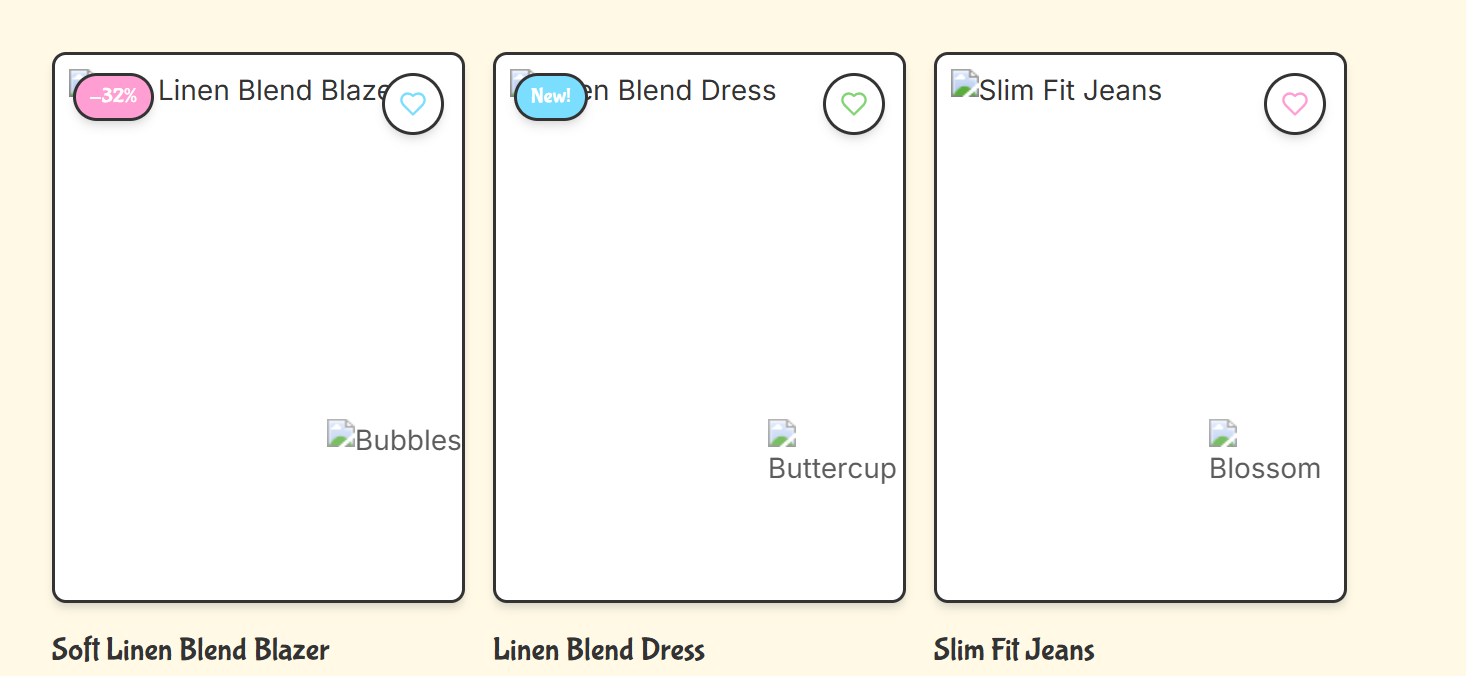 –32%
Linen Blend Blaze
New!
en Blend Dress
Slim Fit Jeans
Bubbles
Buttercup
Blossom
Soft Linen Blend Blazer
Linen Blend Dress
Slim Fit Jeans